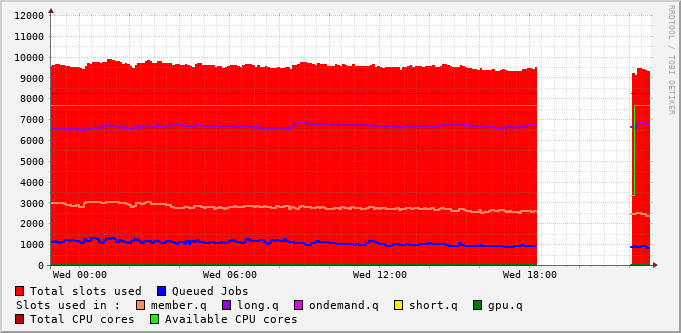 RRDTOOL / TOBI OETIKER
12000
11000
10000
9000
8000
7000
6000
5000
4000
3000
2000
1000
0
Wed 00:00 Wed 06:00 Wed 12:00 Wed 18:00
Total slots used Queued Jobs
Slots used in : member.q long.q ondemand.q short.q gpu.q
Total CPU cores Available CPU cores